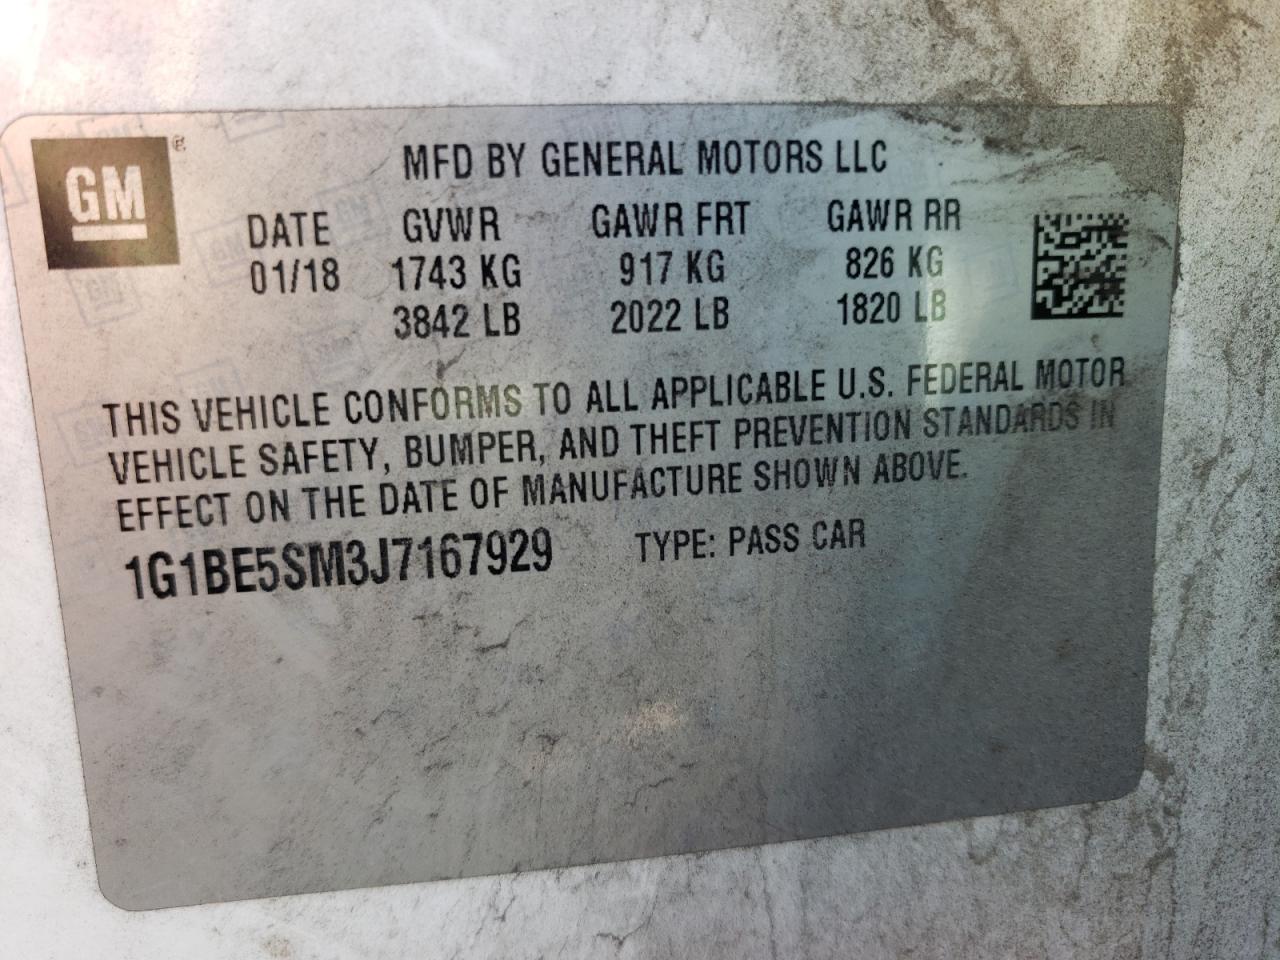 GM
MFD BY GENERAL MOTORS LLC
DATE GVWR GAWR FRT GAWR RR
01/18 1743 KG 917 KG 826 KG
3842 LB 2022 LB 1820 LB
THIS VEHICLE CONFORMS TO ALL APPLICABLE U.S. FEDERAL MOTOR
VEHICLE SAFETY, BUMPER, AND THEFT PREVENTION STANDARDS IN
EFFECT ON THE DATE OF MANUFACTURE SHOWN ABOVE.
1G1BE5SM3J7167929 TYPE: PASS CAR